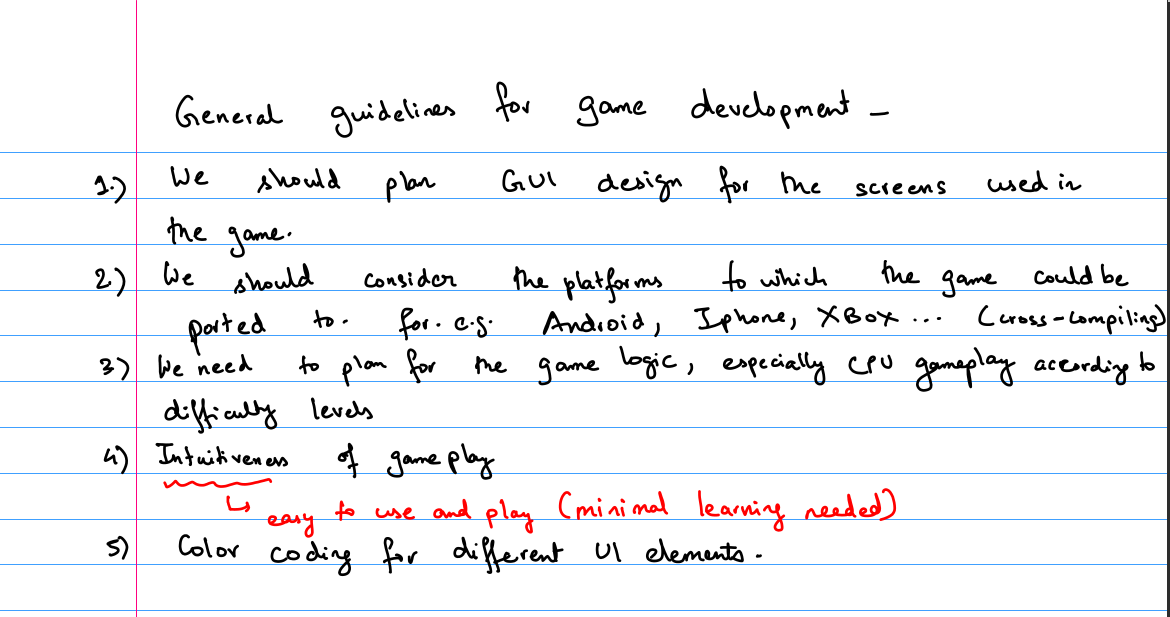 General guidelines for game development -
1.) We should plan GUI design for the screens used in
the game.
2) We should consider the platforms to which the game could be
ported to. for. e.g. Android, Iphone, XBOX ... (cross-compiling)
3) We need to plan for the game logic, especially CPU gameplay according to
difficulty levels
4) Intuitiveness of gameplay
↳ easy to use and play (minimal learning needed)
5) Color coding for different UI elements.